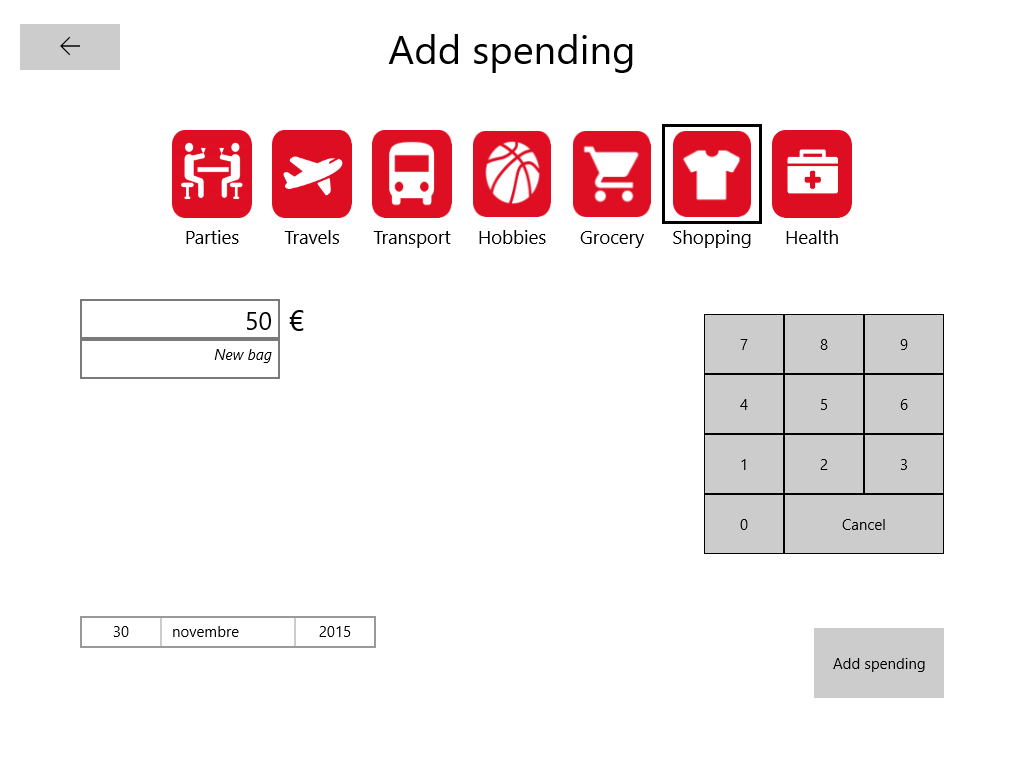 Add spending
Parties Travels Transport Hobbies Grocery Shopping Health
50 €
New bag
7 8 9
4 5 6
1 2 3
0 Cancel
30 novembre 2015
Add spending